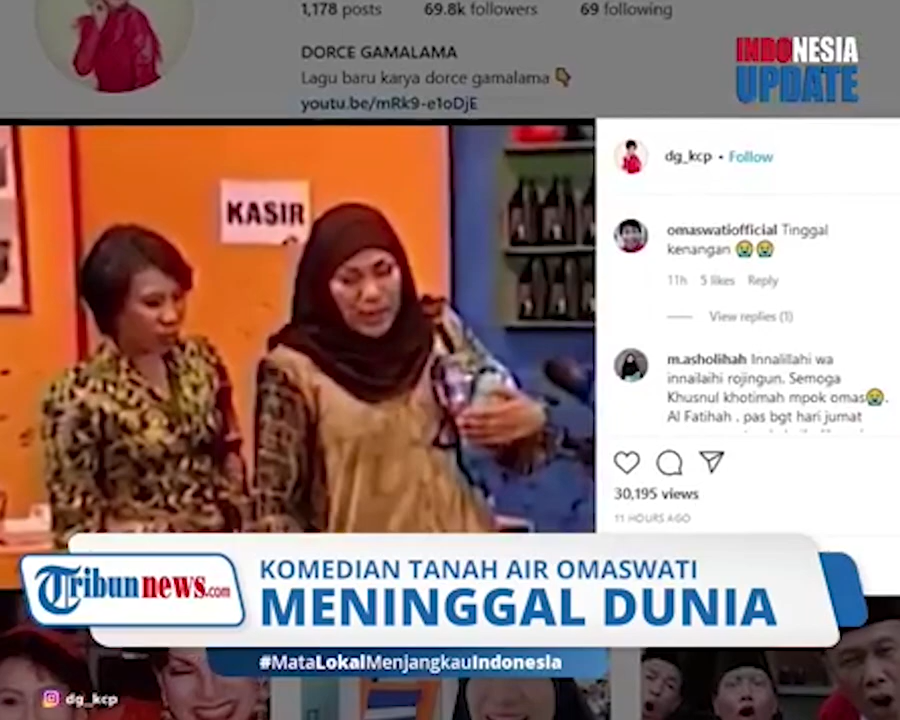 1,178 posts 69.8k followers 69 following
DORCE GAMALAMA
Lagu baru karya dorce gamalama 👇
youtu.be/mRk9-e1oDjE
INDONESIA
UPDATE
KASIR
dg_kcp • Follow
omaswatiofficial Tinggal
kenangan 😭😭
11h 5 likes Reply
View replies (1)
m.asholihah Innalillahi wa
innailaihi rojingun. Semoga
Khusnul khotimah mpok omas😭.
Al Fatihah . pas bgt hari jumat
30,195 views
11 HOURS AGO
Tribunnews.com
KOMEDIAN TANAH AIR OMASWATI
MENINGGAL DUNIA
#MataLokalMenjangkauIndonesia
dg_kcp